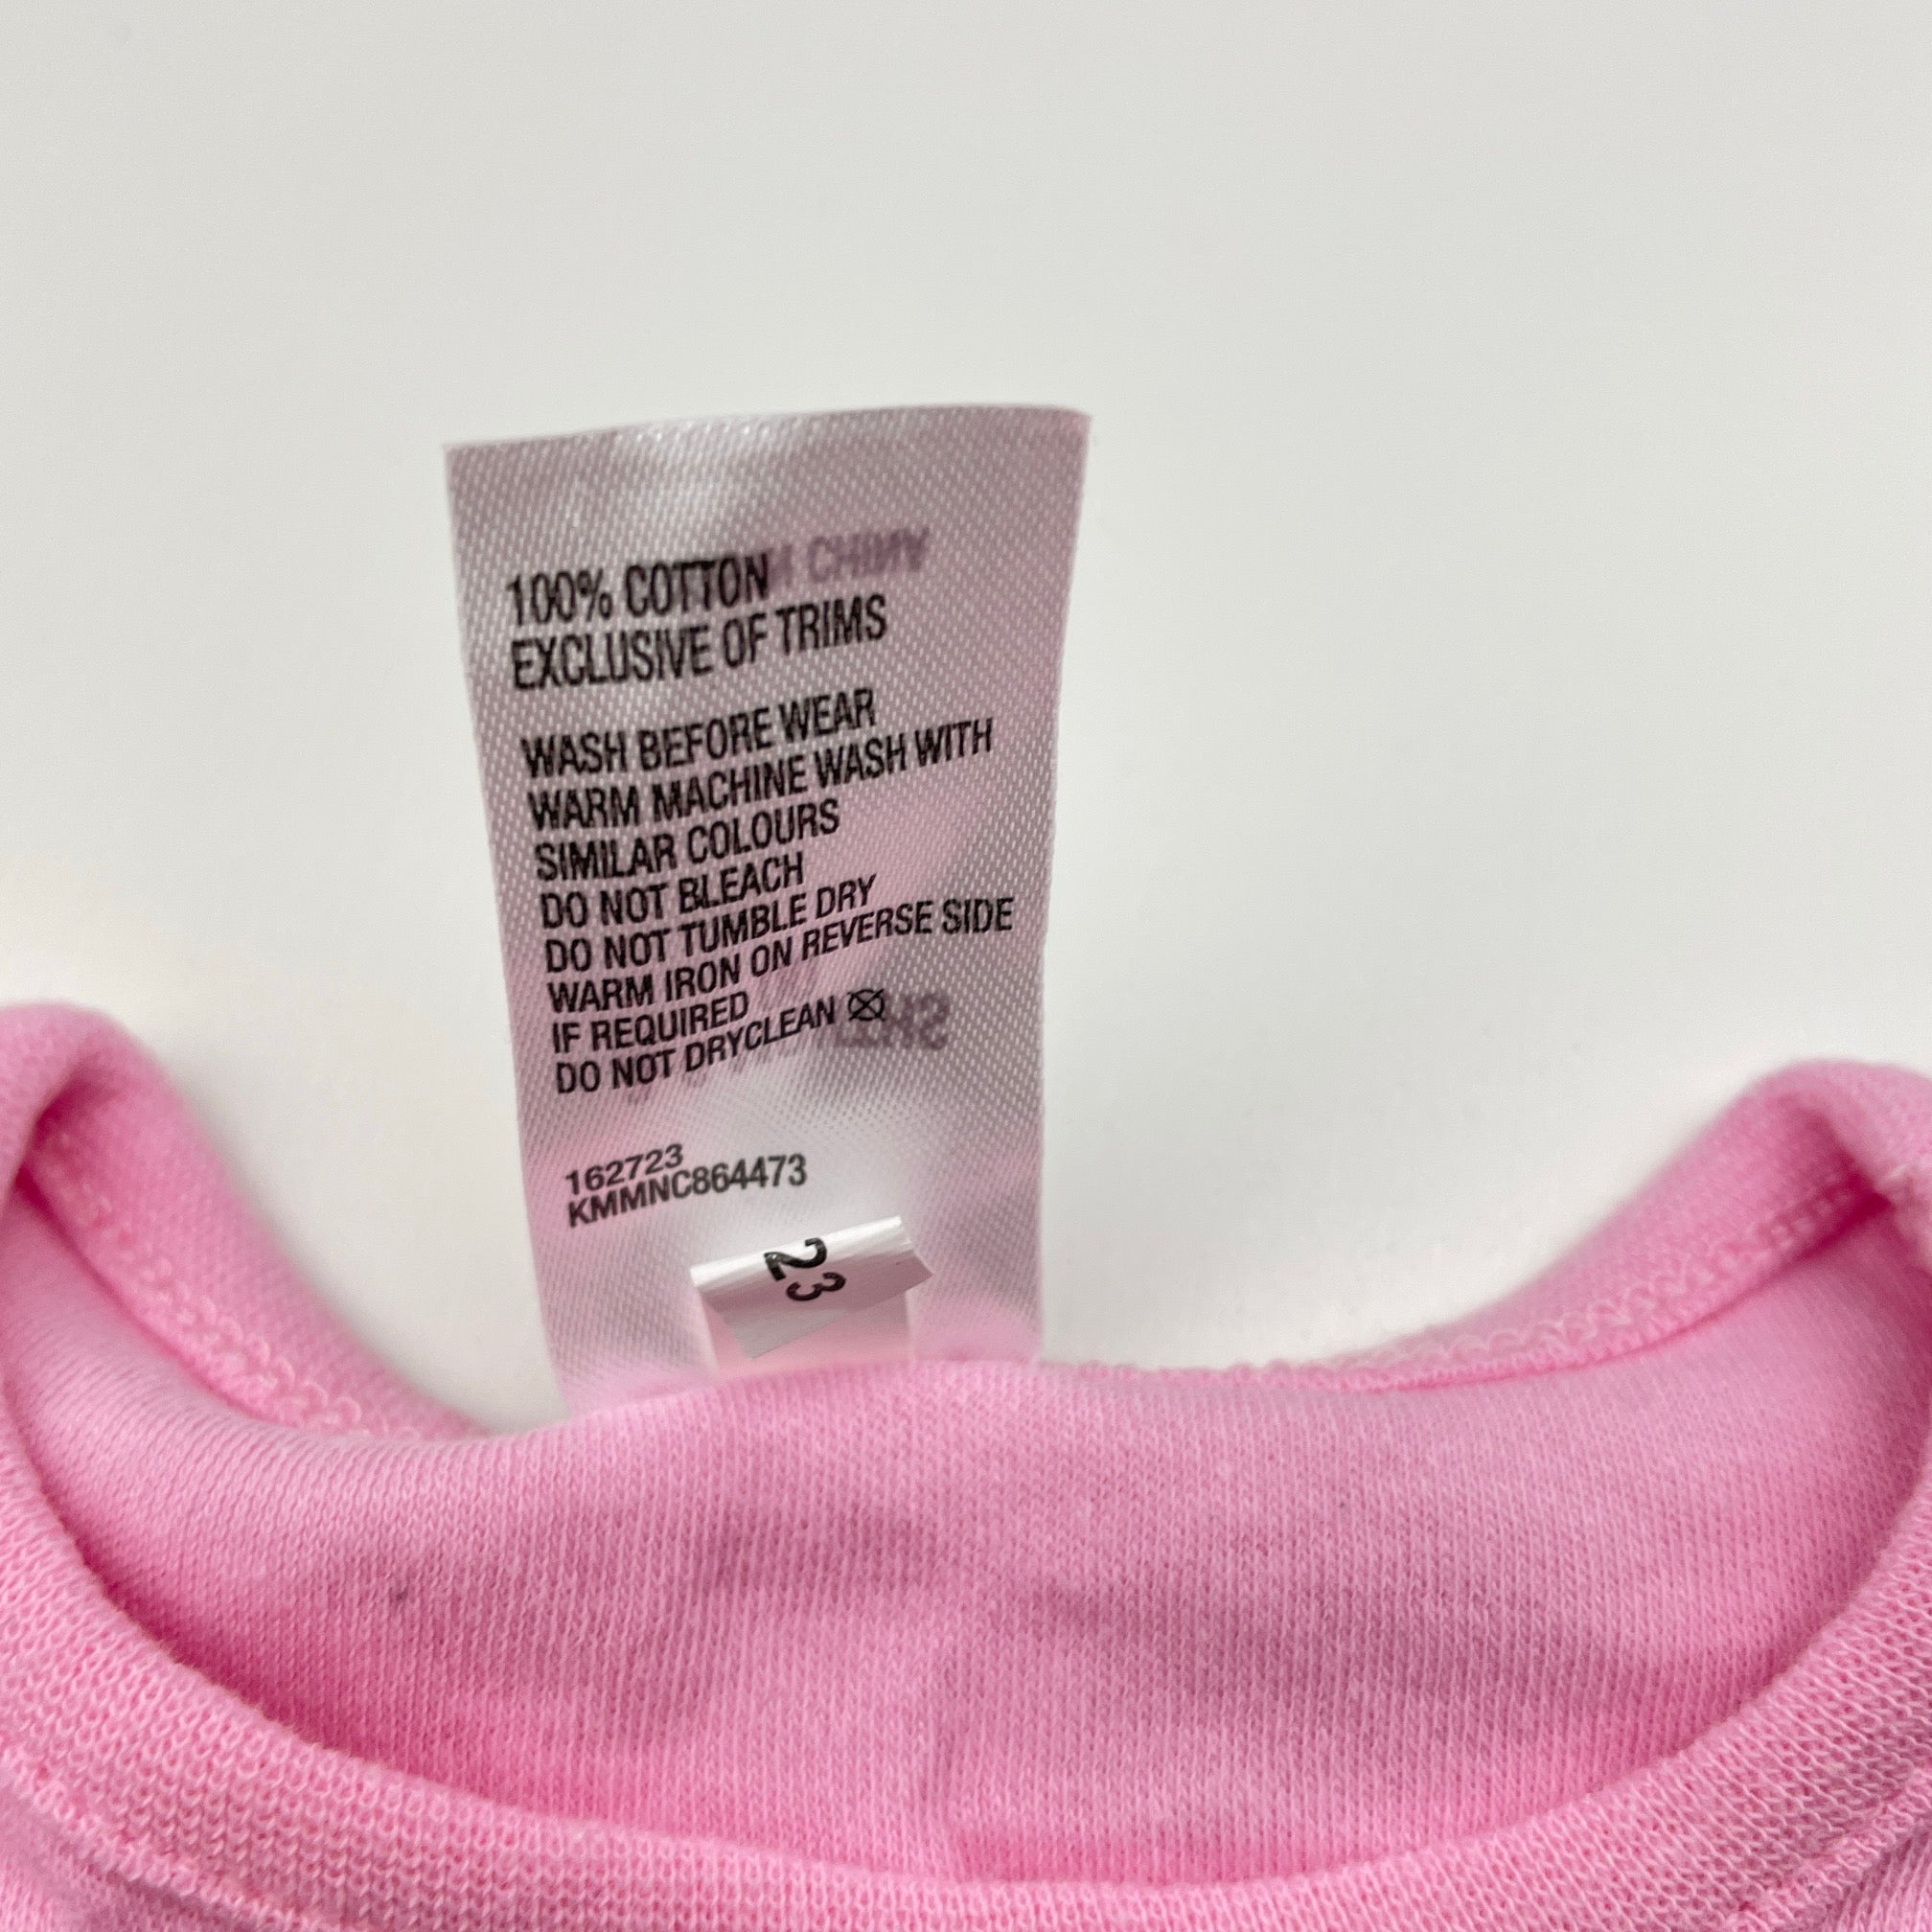 100% COTTON
EXCLUSIVE OF TRIMS
WASH BEFORE WEAR
WARM MACHINE WASH WITH
SIMILAR COLOURS
DO NOT BLEACH
DO NOT TUMBLE DRY
WARM IRON ON REVERSE SIDE
IF REQUIRED
DO NOT DRYCLEAN
162723
KMMNC864473
23